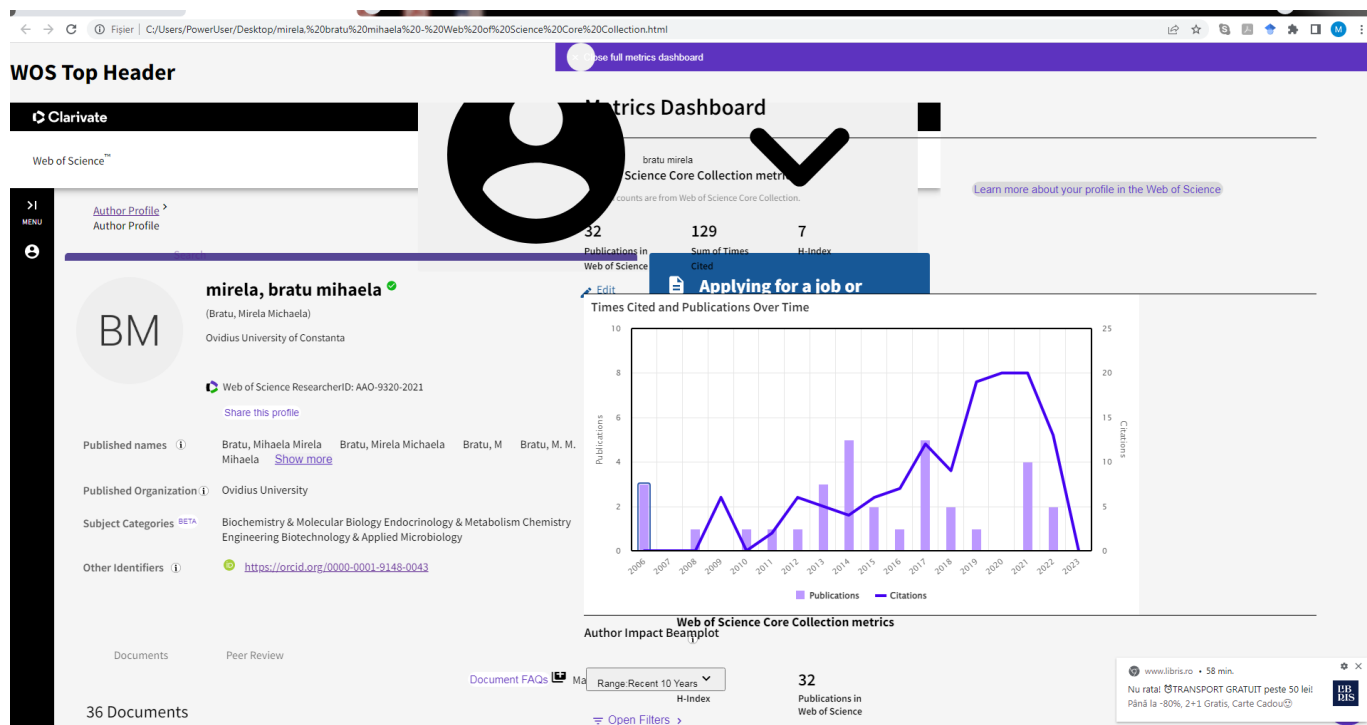 Fișier | C:/Users/PowerUser/Desktop/mirela,%20bratu%20mihaela%20-%20Web%20of%20Science%20Core%20Collection.html
M
WOS Top Header
ose full metrics dashboard
Metrics Dashboard
Clarivate
Web of Science™
bratu mirela
Science Core Collection metri
counts are from Web of Science Core Collection.
Learn more about your profile in the Web of Science
MENU
Author Profile >
Author Profile
Search
32 129 7
Publications in Web of Science
Sum of Times Cited
H-Index
Edit
Applying for a job or
BM
mirela, bratu mihaela
(Bratu, Mirela Michaela)
Ovidius University of Constanta
Web of Science ResearcherID: AAO-9320-2021
Share this profile
Published names Bratu, Mihaela Mirela Bratu, Mirela Michaela Bratu, M Bratu, M. M.
Mihaela Show more
Published Organization Ovidius University
Subject Categories BETA Biochemistry & Molecular Biology Endocrinology & Metabolism Chemistry
Engineering Biotechnology & Applied Microbiology
Other Identifiers https://orcid.org/0000-0001-9148-0043
Times Cited and Publications Over Time
10 25
8 20
6 15
4 10
2 5
0 0
Publications
Citations
2006 2007 2008 2009 2010 2011 2012 2013 2014 2015 2016 2017 2018 2019 2020 2021 2022 2023
Publications Citations
Web of Science Core Collection metrics
Author Impact Beamplot
Documents Peer Review
Document FAQs Ma
Range:Recent 10 Years
H-Index
32
Publications in
Web of Science
36 Documents
Open Filters >
www.libris.ro • 58 min.
Nu rata! TRANSPORT GRATUIT peste 50 lei!
Până la -80%, 2+1 Gratis, Carte Cadou
LIB
RIS